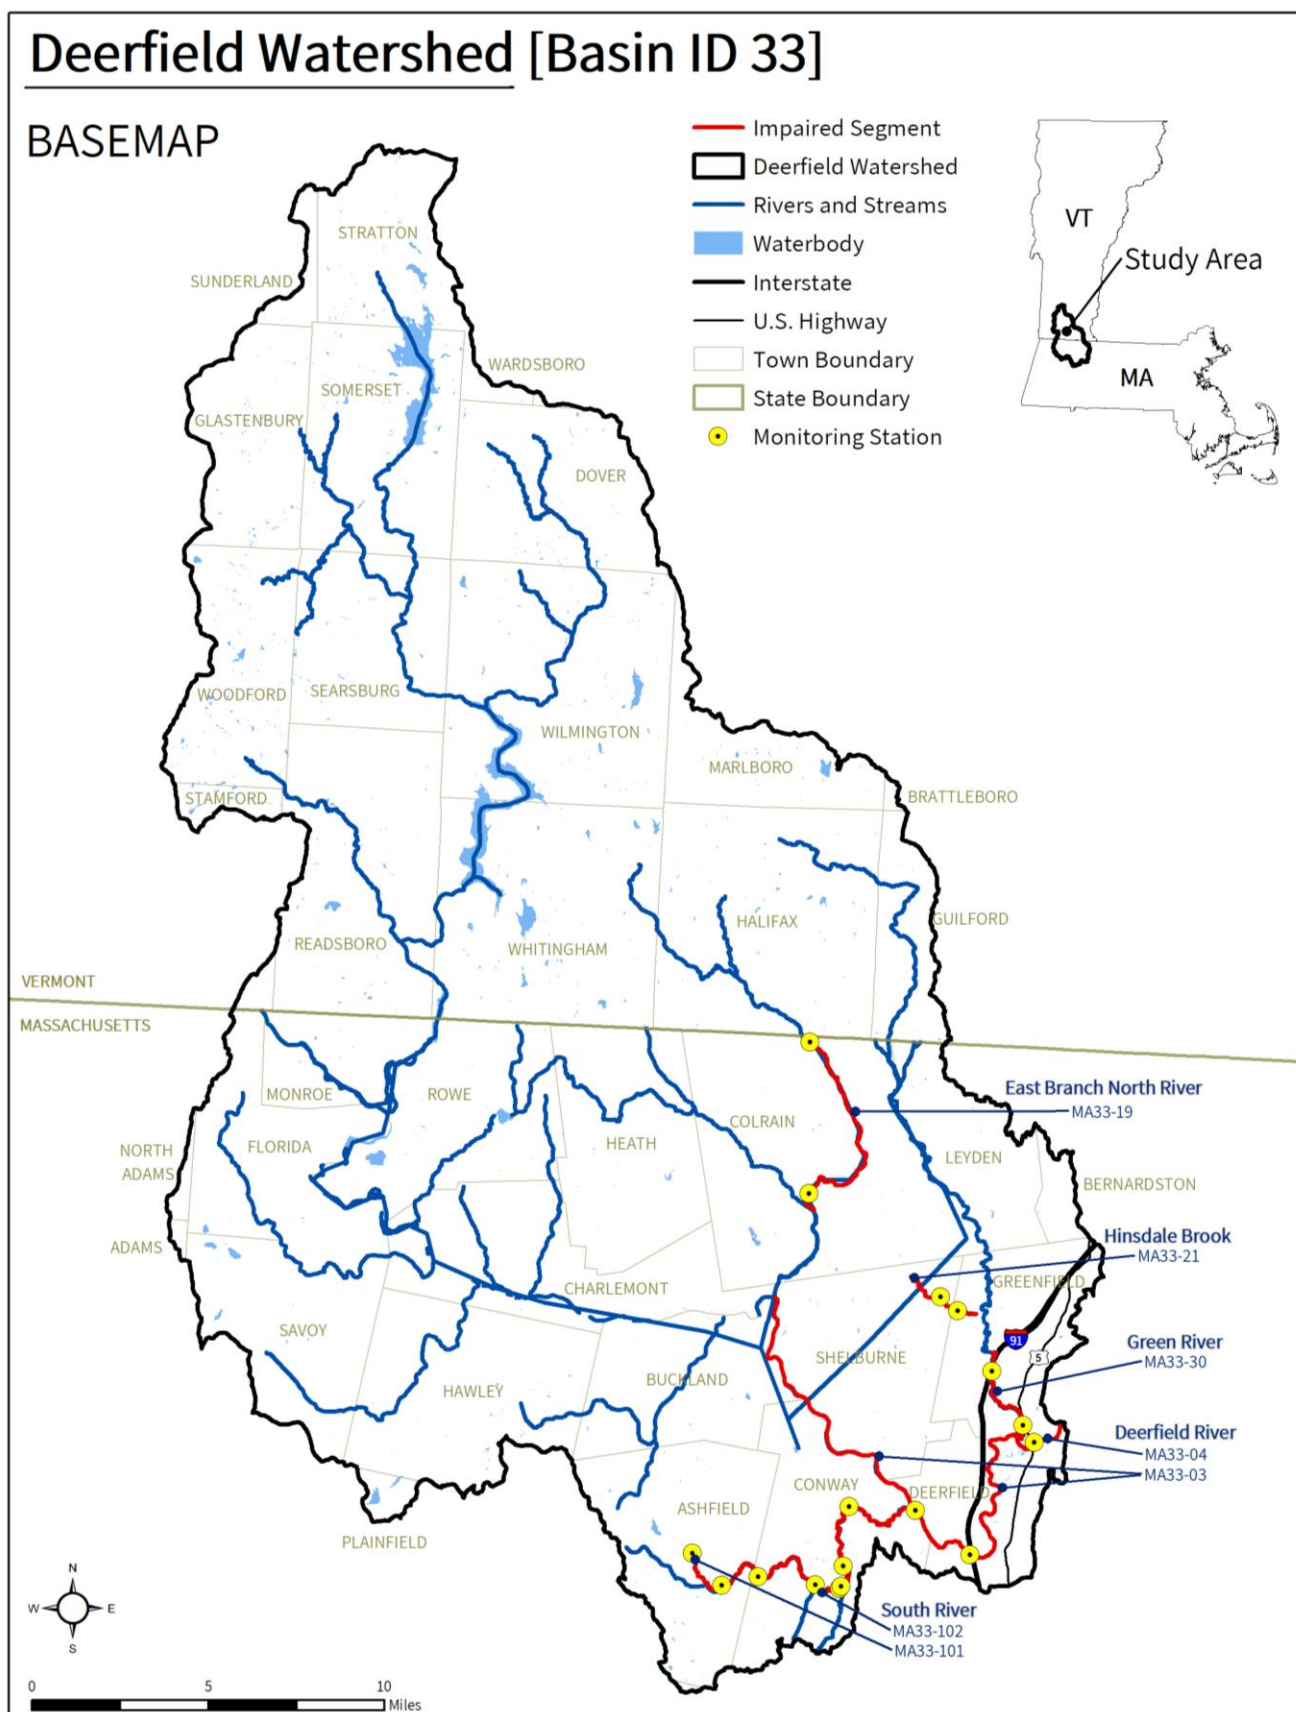 Deerfield Watershed [Basin ID 33]
BASEMAP
Impaired Segment
Deerfield Watershed
Rivers and Streams
Waterbody
Interstate
U.S. Highway
Town Boundary
State Boundary
Monitoring Station
VT
Study Area
MA
STRATTON
SUNDERLAND
WARDSBORO
SOMERSET
GLASTENBURY
DOVER
WOODFORD
SEARSBURG
WILMINGTON
MARLBORO
STAMFORD
BRATTLEBORO
HALIFAX
GUILFORD
READSBORO
WHITINGHAM
VERMONT
MASSACHUSETTS
MONROE
ROWE
East Branch North River
MA33-19
COLRAIN
NORTH
ADAMS
FLORIDA
HEATH
LEYDEN
BERNARDSTON
ADAMS
Hinsdale Brook
MA33-21
CHARLEMONT
GREENFIELD
SAVOY
91
5
Green River
MA33-30
SHELBURNE
BUCKLAND
HAWLEY
Deerfield River
MA33-04
MA33-03
CONWAY
DEERFIELD
ASHFIELD
PLAINFIELD
N
W
E
S
South River
MA33-102
MA33-101
0
5
10
Miles